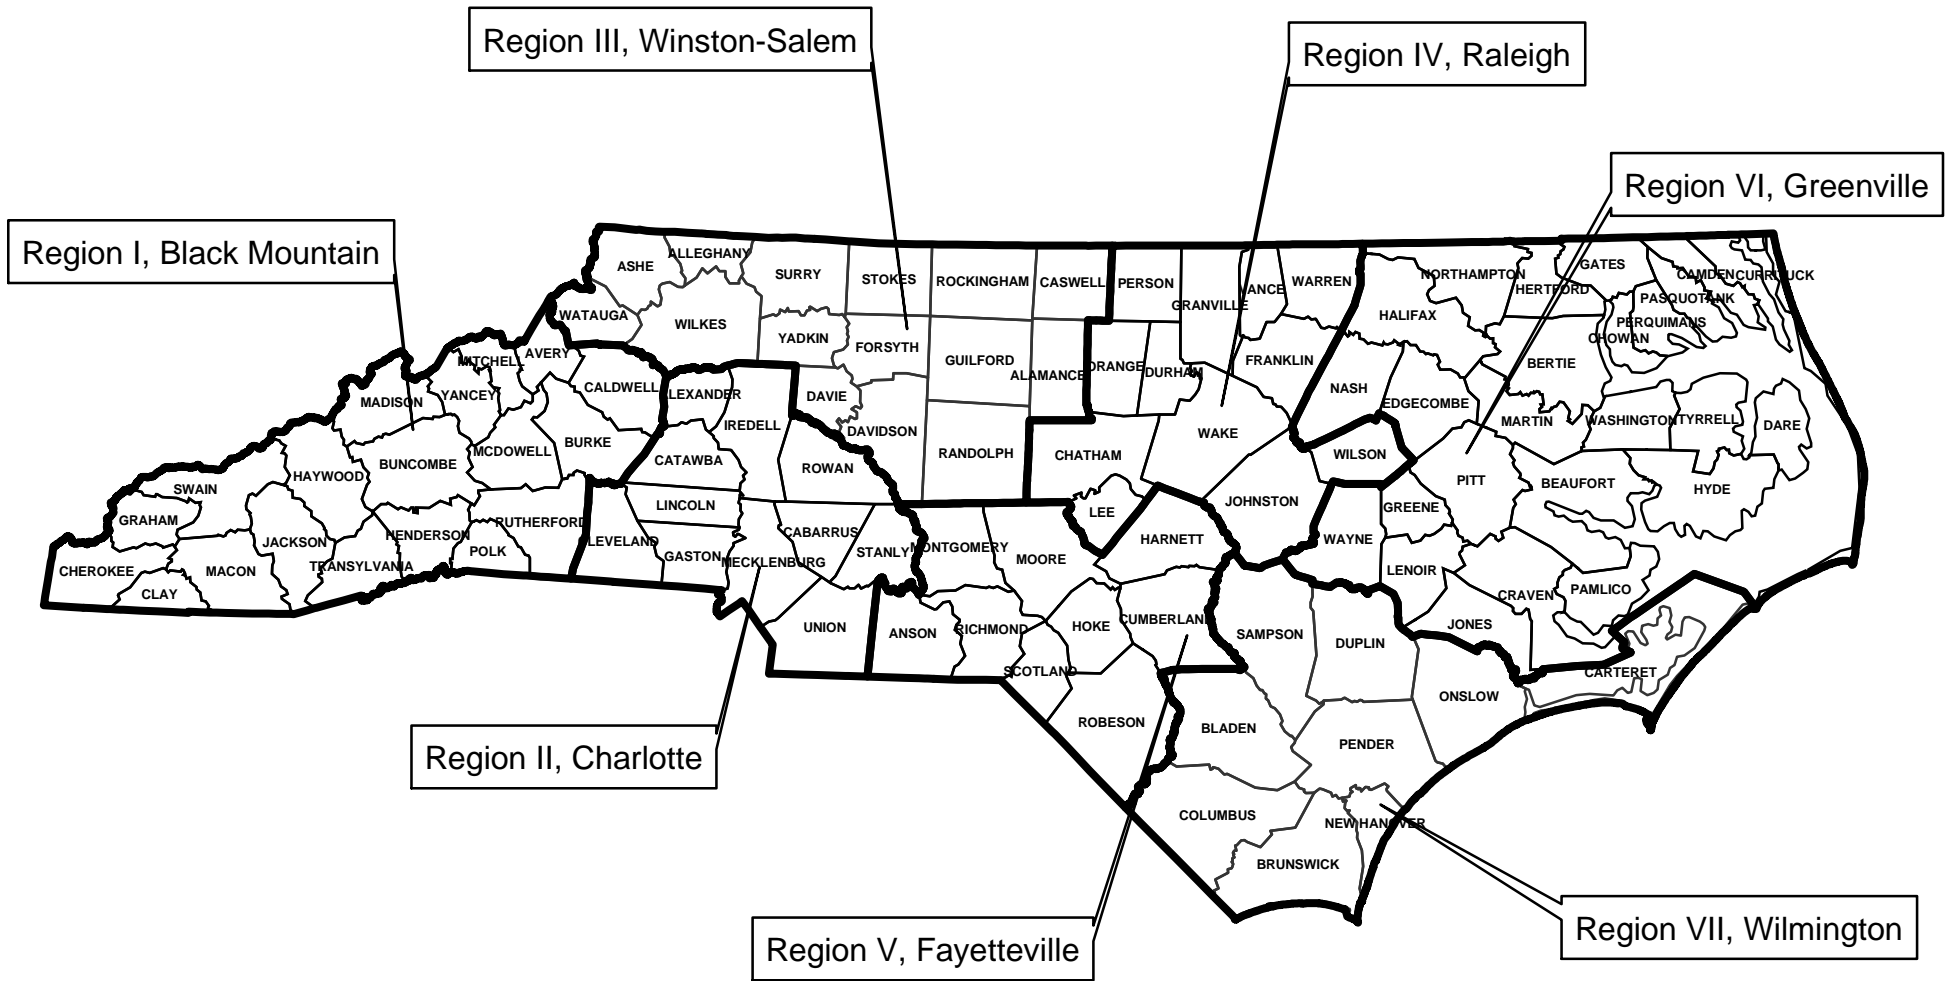 Region III, Winston-Salem
Region IV, Raleigh
Region VI, Greenville
Region I, Black Mountain
ALLEGHANY
ASHE
SURRY
STOKES
ROCKINGHAM
CASWELL
PERSON
GRANVILLE
ANCE
WARREN
NORTHAMPTON
GATES
HERTFORD
CAMDEN
CURRITUCK
PASQUOTANK
PERQUIMANS
CHOWAN
WATAUGA
WILKES
YADKIN
FORSYTH
GUILFORD
ALAMANCE
ORANGE
DURHAM
FRANKLIN
HALIFAX
BERTIE
MITCHELL
AVERY
CALDWELL
LEXANDER
DAVIE
NASH
EDGECOMBE
MADISON
YANCEY
IREDELL
DAVIDSON
WAKE
MARTIN
WASHINGTON
TYRRELL
DARE
BURKE
MCDOWELL
BUNCOMBE
HAYWOOD
CATAWBA
ROWAN
RANDOLPH
CHATHAM
WILSON
PITT
BEAUFORT
HYDE
SWAIN
GRAHAM
LINCOLN
JOHNSTON
LEE
GREENE
RUTHERFORD
HENDERSON
POLK
JACKSON
TRANSYLVANIA
MACON
CHEROKEE
CLAY
LEVELAND
GASTON
MECKLENBURG
CABARRUS
STANLY
MONTGOMERY
MOORE
HARNETT
WAYNE
LENOIR
CRAVEN
PAMLICO
UNION
ANSON
RICHMOND
HOKE
CUMBERLAND
SAMPSON
DUPLIN
JONES
SCOTLAND
CARTERET
ONSLOW
ROBESON
BLADEN
PENDER
Region II, Charlotte
COLUMBUS
NEW HANOVER
BRUNSWICK
Region V, Fayetteville
Region VII, Wilmington